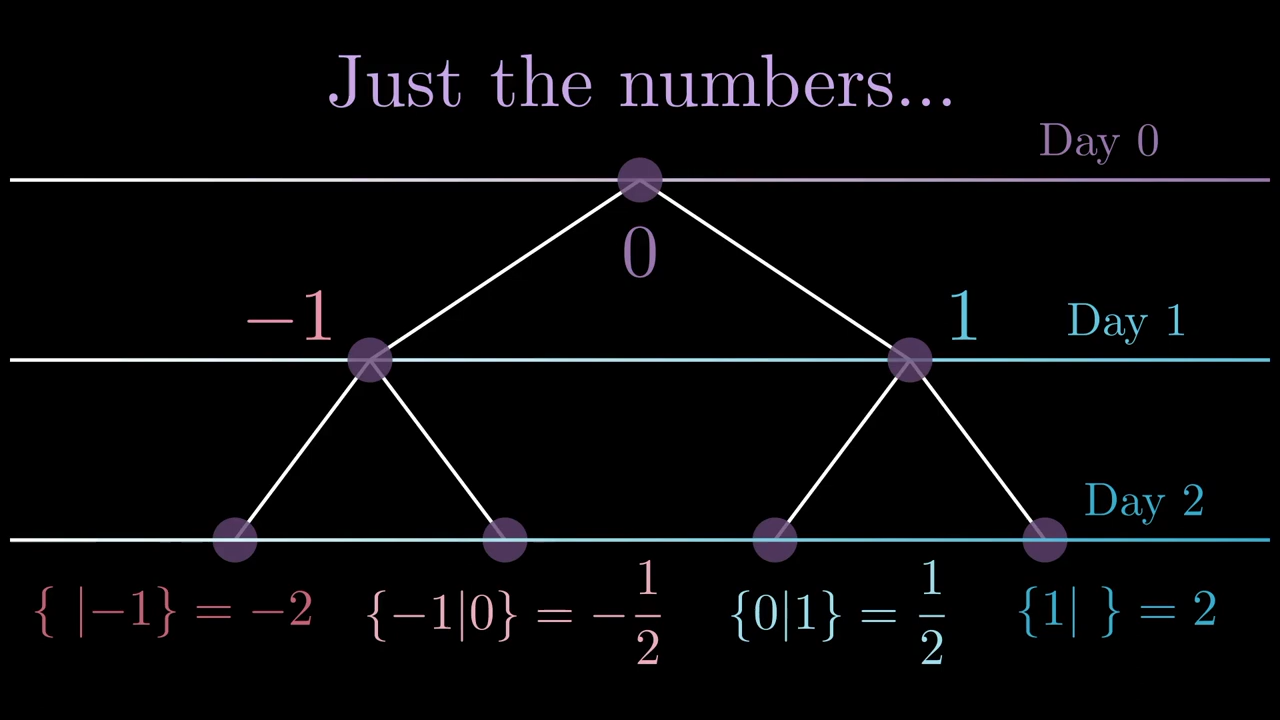 Just the numbers...
Day 0
0
−1
1
Day 1
Day 2
{ |−1} = −2
{−1|0} = −1/2
{0|1} = 1/2
{1| } = 2